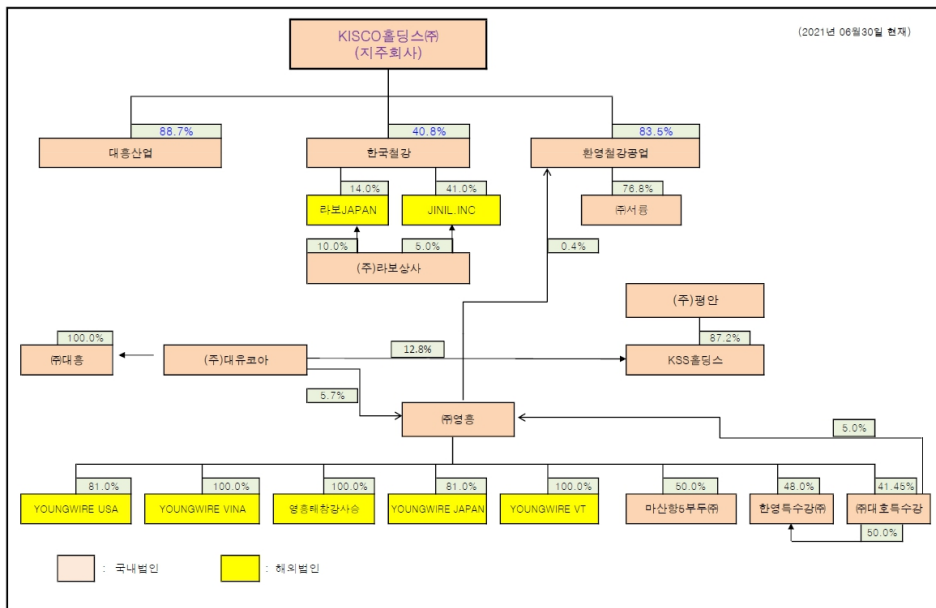 KISCO홀딩스㈜
(지주회사)
(2021년 06월30일 현재)
88.7%
40.8%
83.5%
대흥산업
한국철강
환영철강공업
14.0%
41.0%
76.8%
라보JAPAN
JINIL.INC
㈜서륭
10.0%
5.0%
0.4%
(주)라보상사
(주)평안
100.0%
12.8%
87.2%
㈜대흥
(주)대유코아
KSS홀딩스
5.7%
㈜영흥
5.0%
81.0%
100.0%
100.0%
81.0%
100.0%
50.0%
48.0%
41.45%
YOUNGWIRE USA
YOUNGWIRE VINA
영흥태창강사승
YOUNGWIRE JAPAN
YOUNGWIRE VT
마산항5부두㈜
한영특수강㈜
㈜대호특수강
50.0%
: 국내법인
: 해외법인